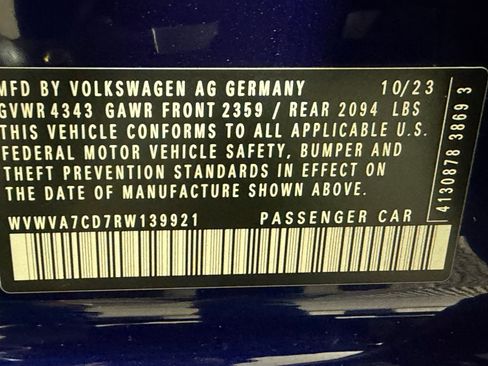 MFD BY VOLKSWAGEN AG GERMANY 10/23
GVWR 4343 GAWR FRONT 2359 / REAR 2094 LBS
THIS VEHICLE CONFORMS TO ALL APPLICABLE U.S.
FEDERAL MOTOR VEHICLE SAFETY, BUMPER AND
THEFT PREVENTION STANDARDS IN EFFECT ON
THE DATE OF MANUFACTURE SHOWN ABOVE.
WVWVA7CD7RW139921 PASSENGER CAR
4130878 3869 3